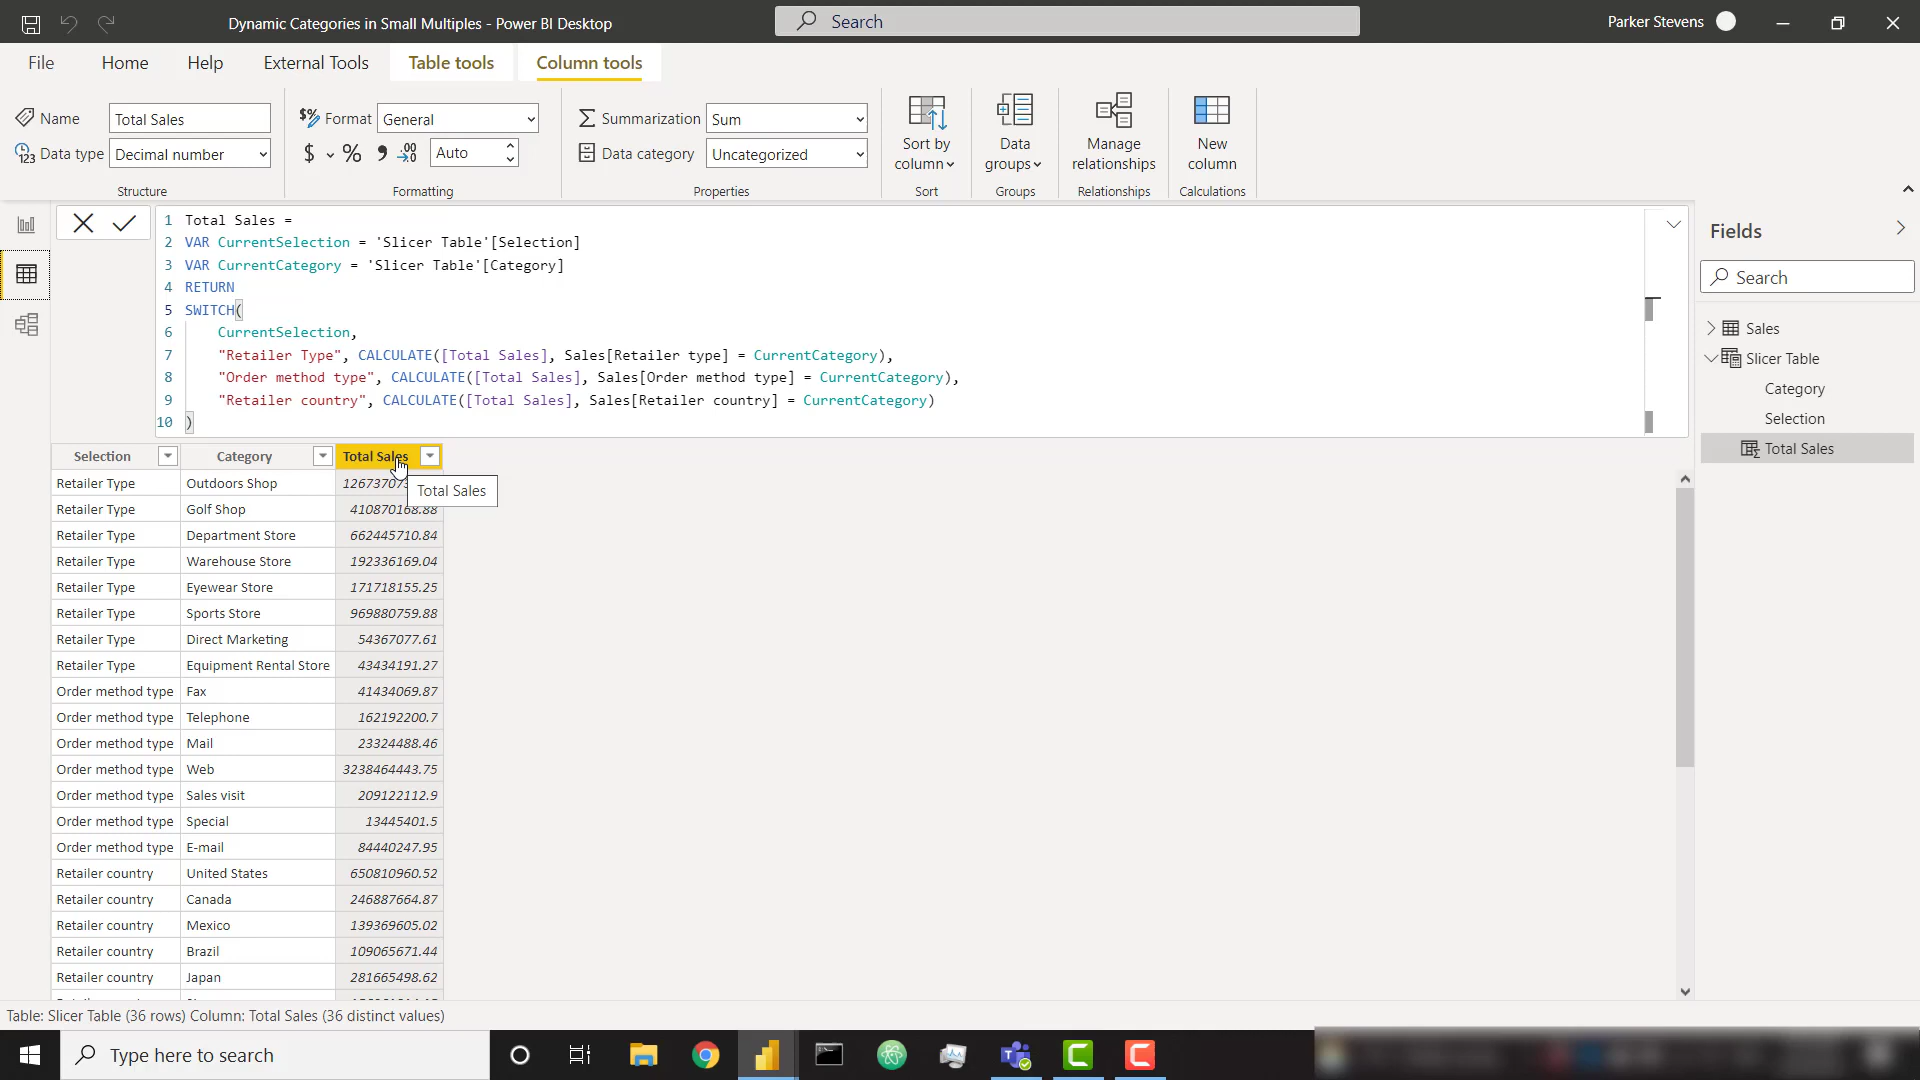 Dynamic Categories in Small Multiples - Power BI Desktop
Search
Parker Stevens
File Home Help External Tools Table tools Column tools
Name Total Sales
Data type Decimal number
Structure
Format General
$ % Auto
Formatting
Summarization Sum
Data category Uncategorized
Properties
Sort by column
Sort
Data groups
Groups
Manage relationships
Relationships
New column
Calculations
1 Total Sales =
2 VAR CurrentSelection = 'Slicer Table'[Selection]
3 VAR CurrentCategory = 'Slicer Table'[Category]
4 RETURN
5 SWITCH(
6 CurrentSelection,
7 "Retailer Type", CALCULATE([Total Sales], Sales[Retailer type] = CurrentCategory),
8 "Order method type", CALCULATE([Total Sales], Sales[Order method type] = CurrentCategory),
9 "Retailer country", CALCULATE([Total Sales], Sales[Retailer country] = CurrentCategory)
10 )
Fields
Search
Sales
Slicer Table
Category
Selection
Total Sales
Selection Category Total Sales
Total Sales
Retailer Type Outdoors Shop
Retailer Type Golf Shop 410870168.88
Retailer Type Department Store 662445710.84
Retailer Type Warehouse Store 192336169.04
Retailer Type Eyewear Store 171718155.25
Retailer Type Sports Store 969880759.88
Retailer Type Direct Marketing 54367077.61
Retailer Type Equipment Rental Store 43434191.27
Order method type Fax 41434069.87
Order method type Telephone 162192200.7
Order method type Mail 23324488.46
Order method type Web 3238464443.75
Order method type Sales visit 209122112.9
Order method type Special 13445401.5
Order method type E-mail 84440247.95
Retailer country United States 650810960.52
Retailer country Canada 246887664.87
Retailer country Mexico 139369605.02
Retailer country Brazil 109065671.44
Retailer country Japan 281665498.62
Table: Slicer Table (36 rows) Column: Total Sales (36 distinct values)
Type here to search